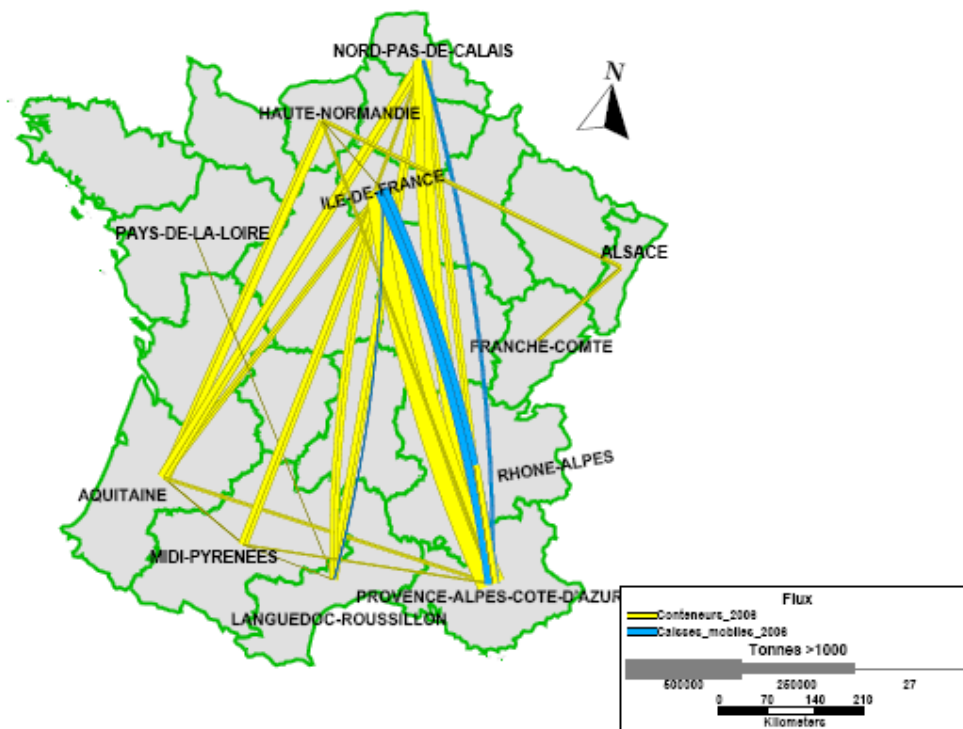 NORD-PAS-DE-CALAIS
N
HAUTE-NORMANDIE
ILE-DE-FRANCE
PAYS-DE-LA-LOIRE
ALSACE
FRANCHE-COMTE
RHONE-ALPES
AQUITAINE
MIDI-PYRENEES
PROVENCE-ALPES-COTE-D'AZUR
LANGUEDOC-ROUSSILLON
Flux
Conteneurs_2006
Caisses_mobiles_2006
Tonnes >1000
500000 250000 27
0 70 140 210
Kilometers